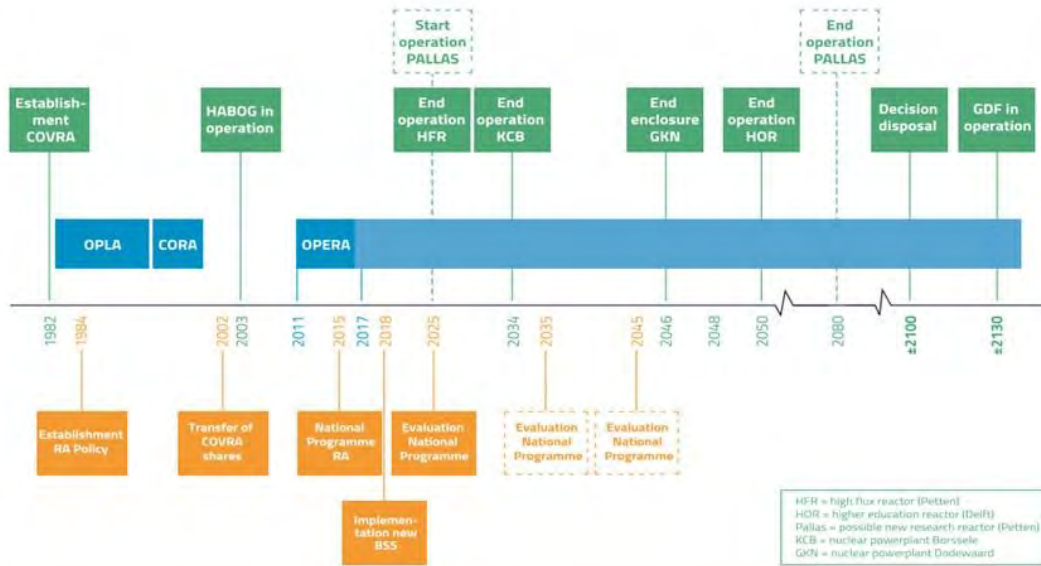 Start
operation
PALLAS
End
operation
PALLAS
Establish-
ment
COVRA
HABOG in
operation
End
operation
HFR
End
operation
KCB
End
enclosure
GKN
End
operation
HOR
Decision
disposal
GDF in
operation
OPLA
CORA
OPERA
1982
1984
2002
2003
2011
2015
2017
2018
2025
2034
2035
2045
2046
2048
2050
2080
±2100
±2130
Establishment
RA Policy
Transfer of
COVRA
shares
National
Programme
RA
Evaluation
National
Programme
Evaluation
National
Programme
Evaluation
National
Programme
Implemen-
tation new
BSS
HFR = high flux reactor (Petten)
HOR = higher education reactor (Delft)
Pallas = possible new research reactor (Petten)
KCB = nuclear powerplant Borssele
GKN = nuclear powerplant Dodewaard